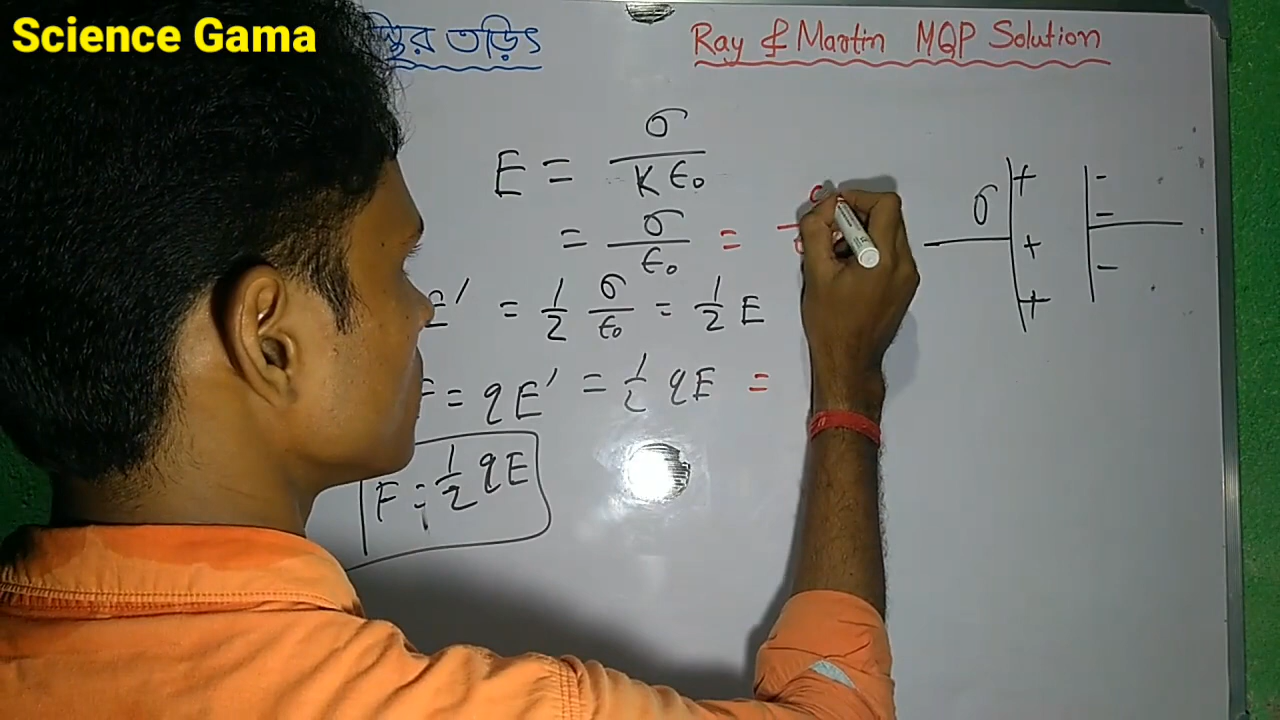 Science Gama
স্থির তড়িৎ
Ray & Martin MQP Solution
E = σ / K ϵ₀
= σ / ϵ₀ =
E′ = 1/2 σ/ϵ₀ = 1/2 E
F = qE′ = 1/2 qE =
F = 1/2 qE
σ + -
-
+
-
+